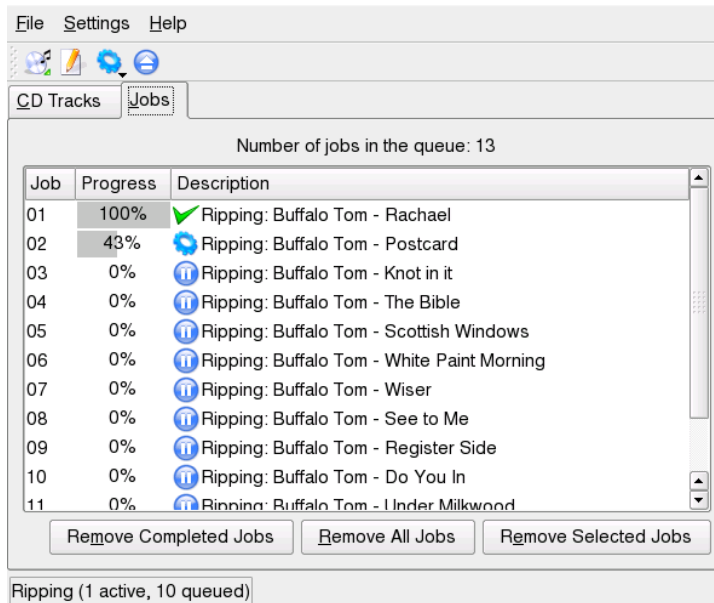 File Settings Help
CD Tracks Jobs
Number of jobs in the queue: 13
Job Progress Description
01 100% Ripping: Buffalo Tom - Rachael
02 43% Ripping: Buffalo Tom - Postcard
03 0% Ripping: Buffalo Tom - Knot in it
04 0% Ripping: Buffalo Tom - The Bible
05 0% Ripping: Buffalo Tom - Scottish Windows
06 0% Ripping: Buffalo Tom - White Paint Morning
07 0% Ripping: Buffalo Tom - Wiser
08 0% Ripping: Buffalo Tom - See to Me
09 0% Ripping: Buffalo Tom - Register Side
10 0% Ripping: Buffalo Tom - Do You In
11 0% Ripping: Buffalo Tom - Under Milkwood
Remove Completed Jobs Remove All Jobs Remove Selected Jobs
Ripping (1 active, 10 queued)